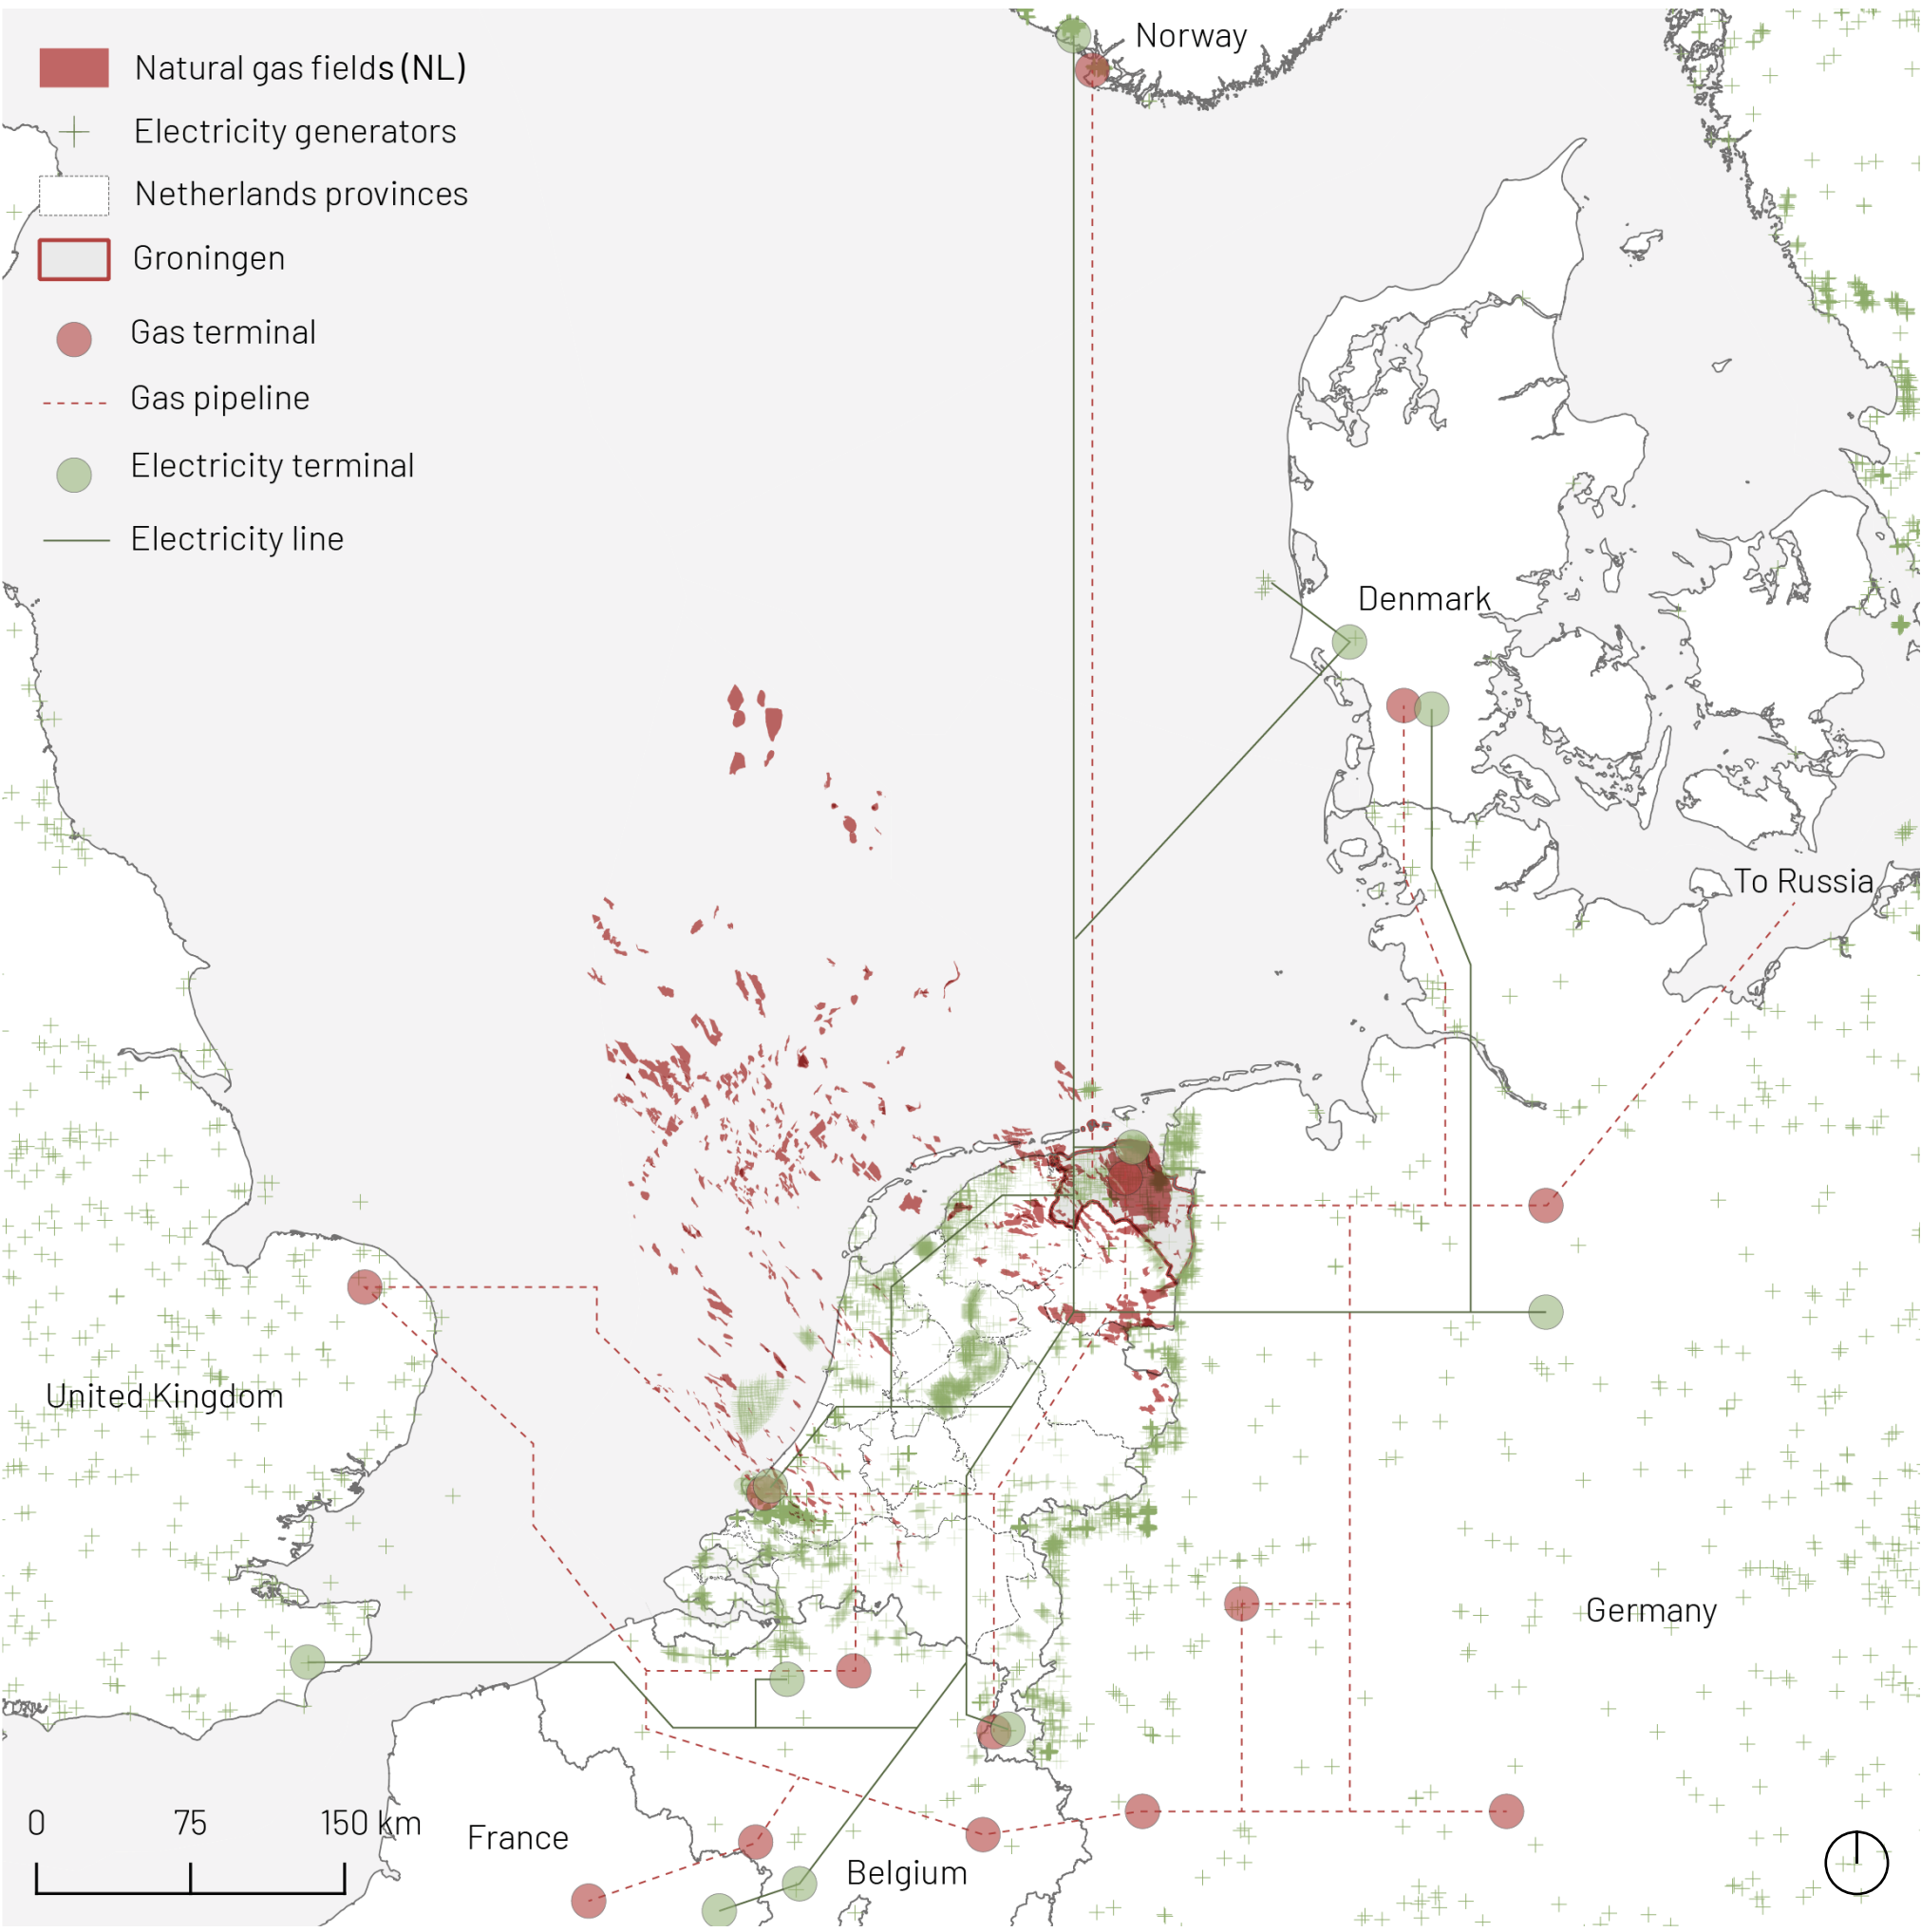 Norway
Natural gas fields (NL)
Electricity generators
Netherlands provinces
Groningen
Gas terminal
Gas pipeline
Electricity terminal
Electricity line
Denmark
To Russia
United Kingdom
Germany
0 75 150 km
France
Belgium